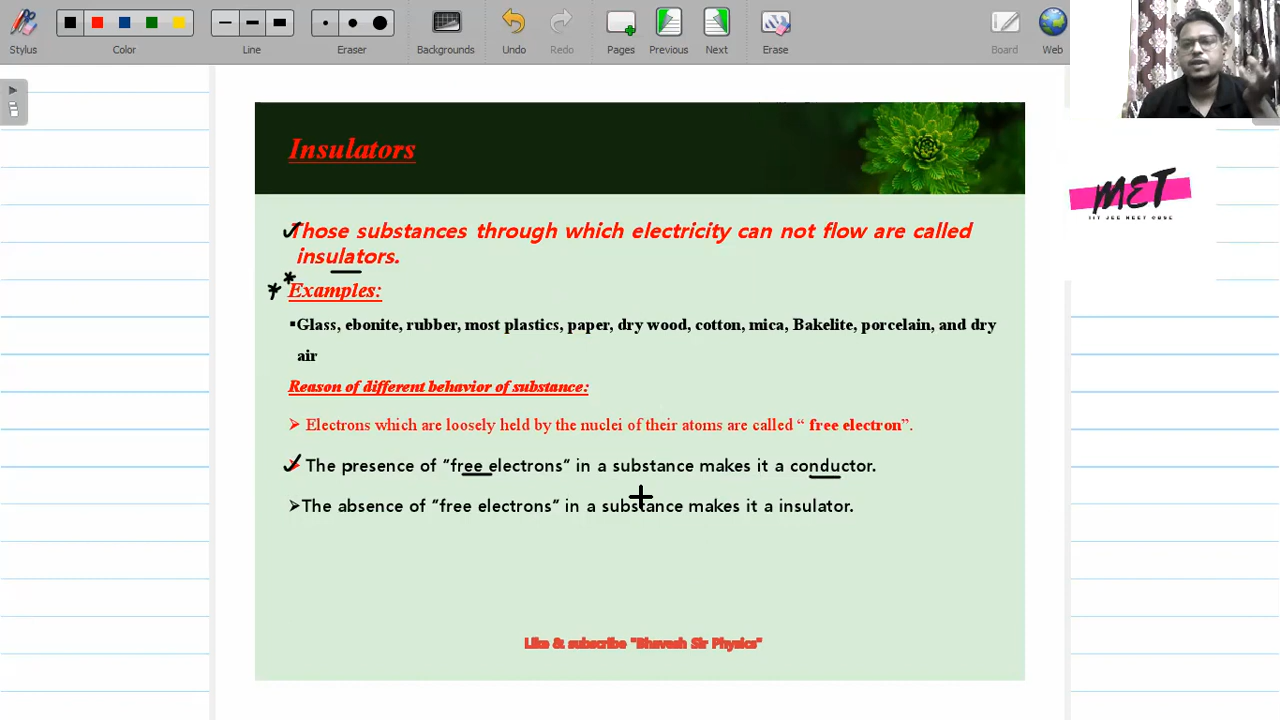 Stylus
Color
Line
Eraser
Backgrounds
Undo
Redo
Pages
Previous
Next
Erase
Board
Web
MET
IIT JEE MEET CODE
Insulators
Those substances through which electricity can not flow are called
insulators.
**
Examples:
▪Glass, ebonite, rubber, most plastics, paper, dry wood, cotton, mica, Bakelite, porcelain, and dry
air
Reason of different behavior of substance:
➢ Electrons which are loosely held by the nuclei of their atoms are called “ free electron”.
➢ The presence of “free electrons” in a substance makes it a conductor.
➢The absence of “free electrons” in a substance makes it a insulator.
Like & subscribe "Bhavesh Sir Physics"